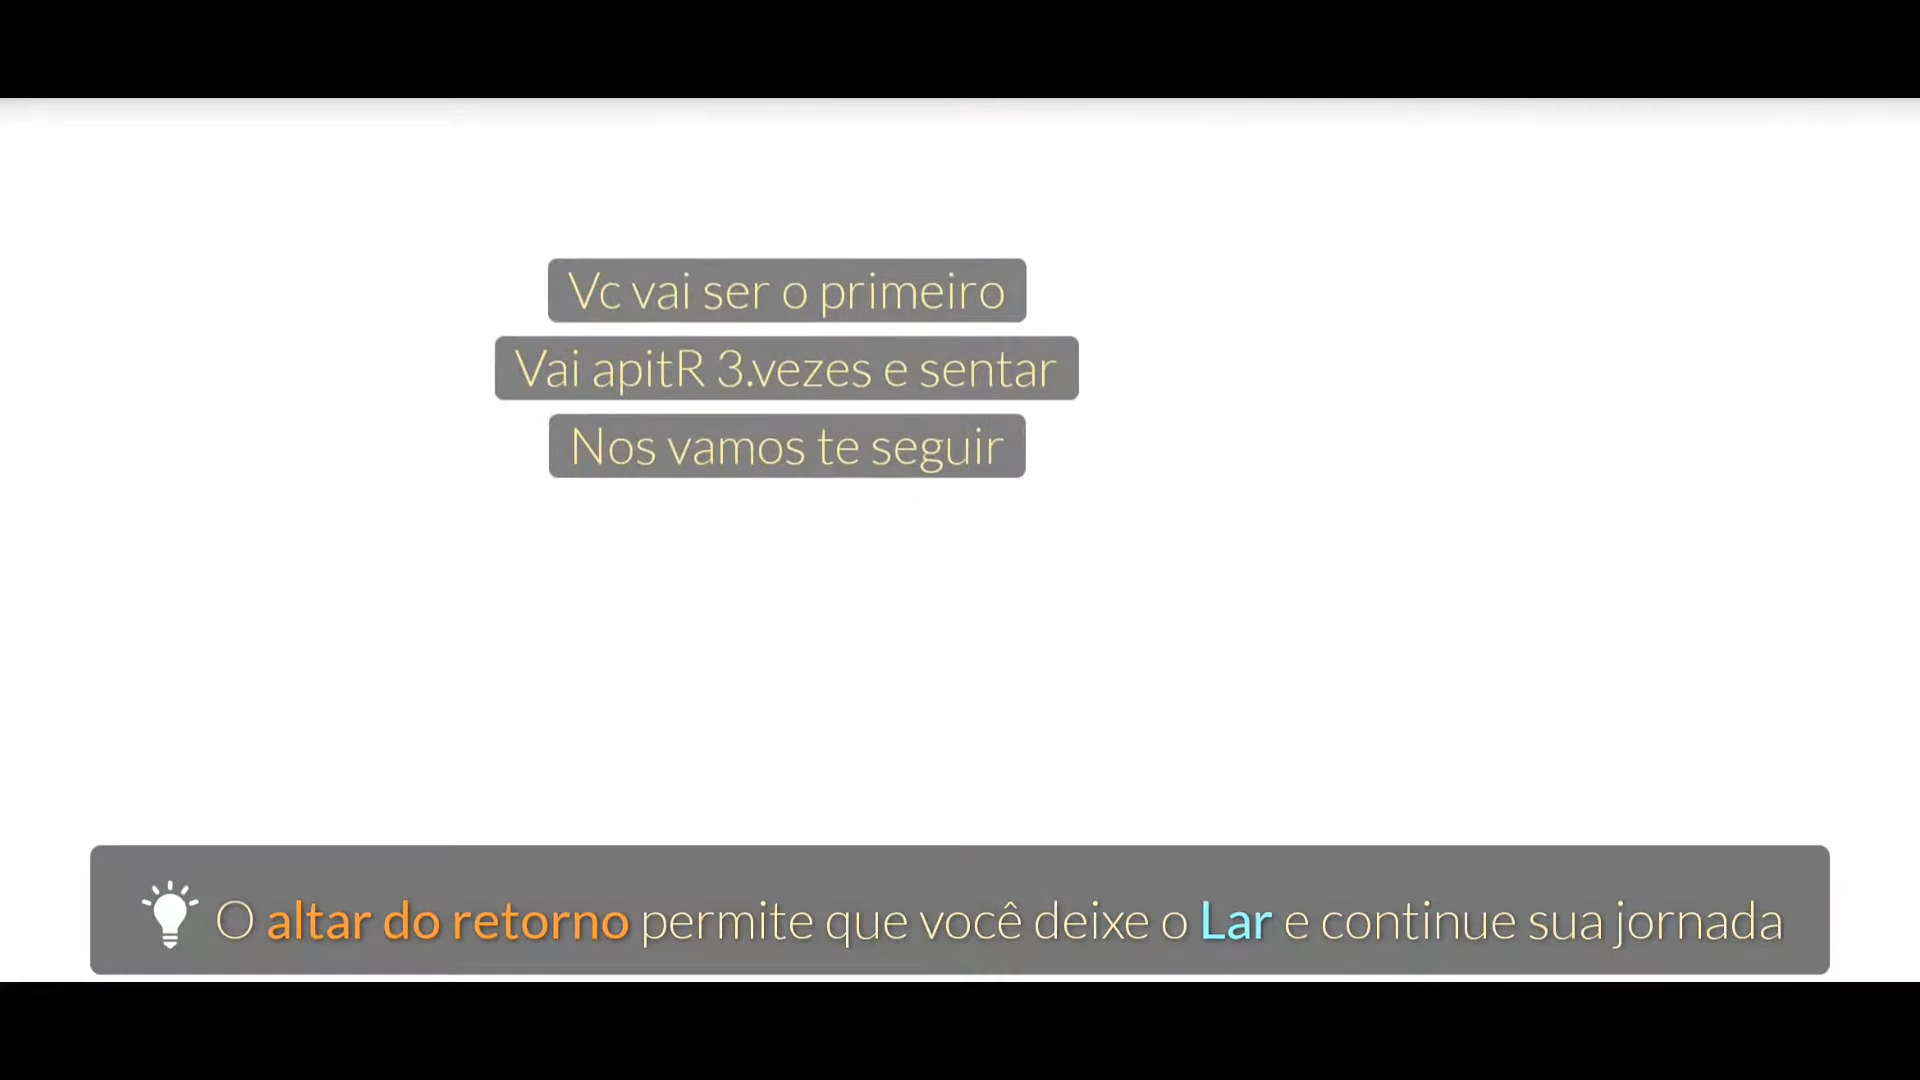 Vc vai ser o primeiro
Vai apitR 3.vezes e sentar
Nos vamos te seguir
O altar do retorno permite que você deixe o Lar e continue sua jornada